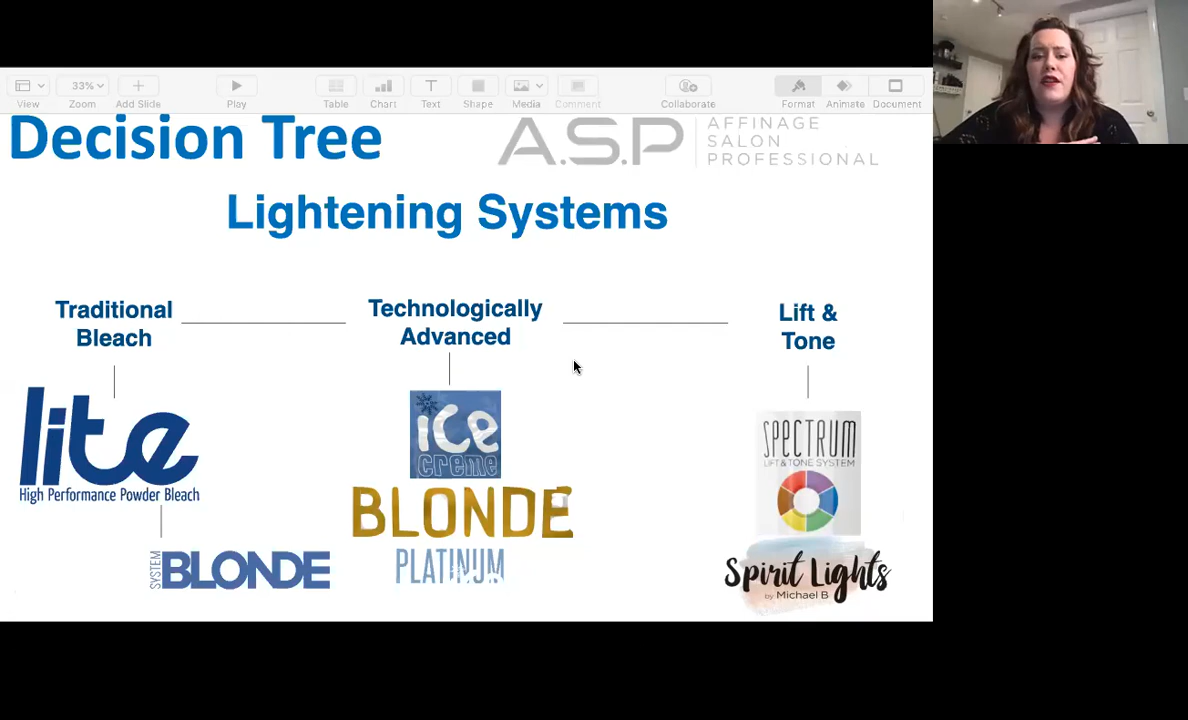 View
33%
Zoom
Add Slide
Play
Table
Chart
Text
Shape
Media
Comment
Collaborate
Format
Animate
Document
Decision Tree
A.S.P
AFFINAGE
SALON
PROFESSIONAL
Lightening Systems
Traditional
Bleach
Technologically
Advanced
Lift &
Tone
lite
High Performance Powder Bleach
SYSTEM
BLONDE
ice
creme
BLONDE
PLATINUM
SPECTRUM
LIFT & TONE SYSTEM
Spirit Lights
by Michael B